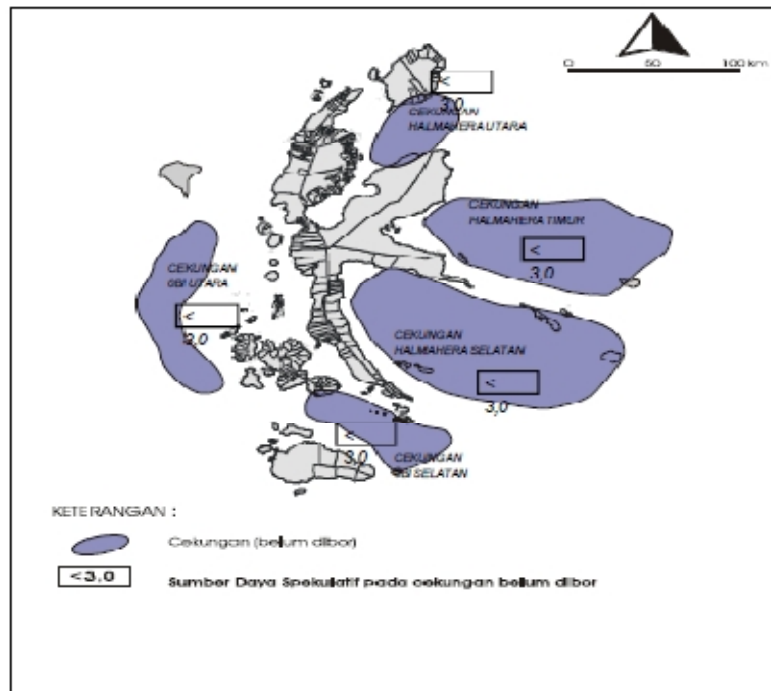 0 50 100 km
<
3,0
CEKUNGAN
HALMAHERA UTARA
CEKUNGAN
HALMAHERA TIMUR
<
3,0
CEKUNGAN
OBI UTARA
<
3,0
CEKUNGAN
HALMAHERA SELATAN
<
3,0
<
3,0
CEKUNGAN
OBI SELATAN
KETERANGAN :
Cekungan (belum dibor)
<3,0
Sumber Daya Spekulatif pada cekungan belum dibor